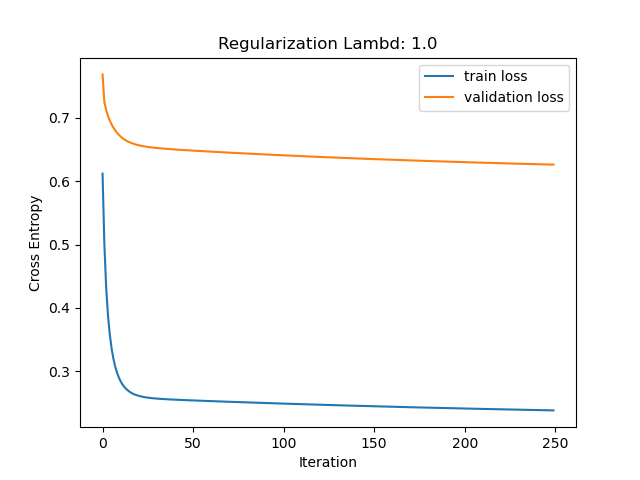 Regularization Lambd: 1.0
train loss
validation loss
Cross Entropy
0.7
0.6
0.5
0.4
0.3
0 50 100 150 200 250
Iteration